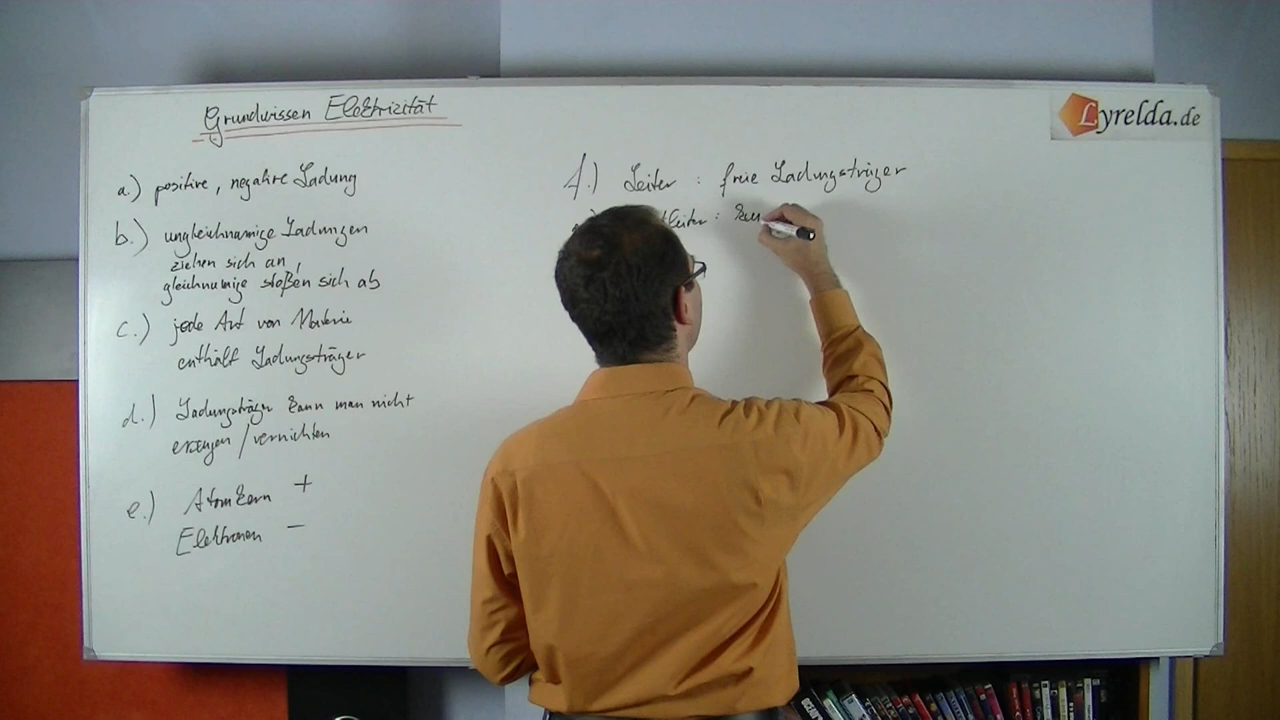 Grundwissen Elektrizität
Lyrelda.de
a) positive, negative Ladung
b.) ungleichnamige Ladungen
ziehen sich an,
gleichnamige stoßen sich ab
c.) jede Art von Materie
enthält Ladungsträger
d.) Ladungsträger kann man nicht
erzeugen / vernichten
e.) Atomkern +
Elektronen −
f.) Leiter : freie Ladungsträger